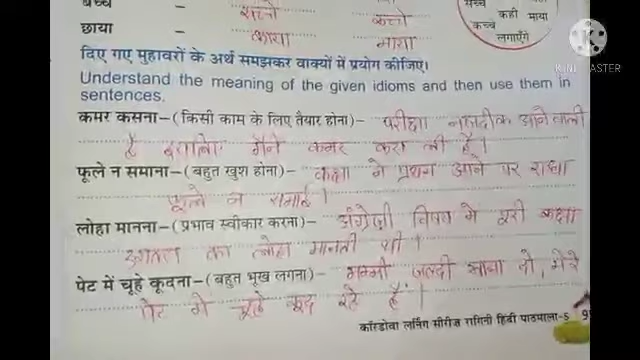 बच्चे – सच्चे कच्चे
छाया – काया माया
कही माया
कच्चे लगाएँगे
KINEMASTER
दिए गए मुहावरों के अर्थ समझकर वाक्यों में प्रयोग कीजिए।
Understand the meaning of the given idioms and then use them in
sentences.
कमर कसना–(किसी काम के लिए तैयार होना)– परीक्षा नजदीक आने वाली
है इसलिए मैंने कमर कस ली है।
फूले न समाना–(बहुत खुश होना)– कक्षा मे प्रथम आने पर राधा
फूले न समाई।
लोहा मानना–(प्रभाव स्वीकार करना)– अंग्रेजी विषय मे पूरी कक्षा
का लोहा मानती थी।
पेट में चूहे कूदना–(बहुत भूख लगना)– मम्मी जल्दी खाना दो, मेरे
पेट मे चूहे कूद रहे हैं।
कॉरडोवा लर्निंग सीरीज़ रागिनी हिंदी पाठमाला-5